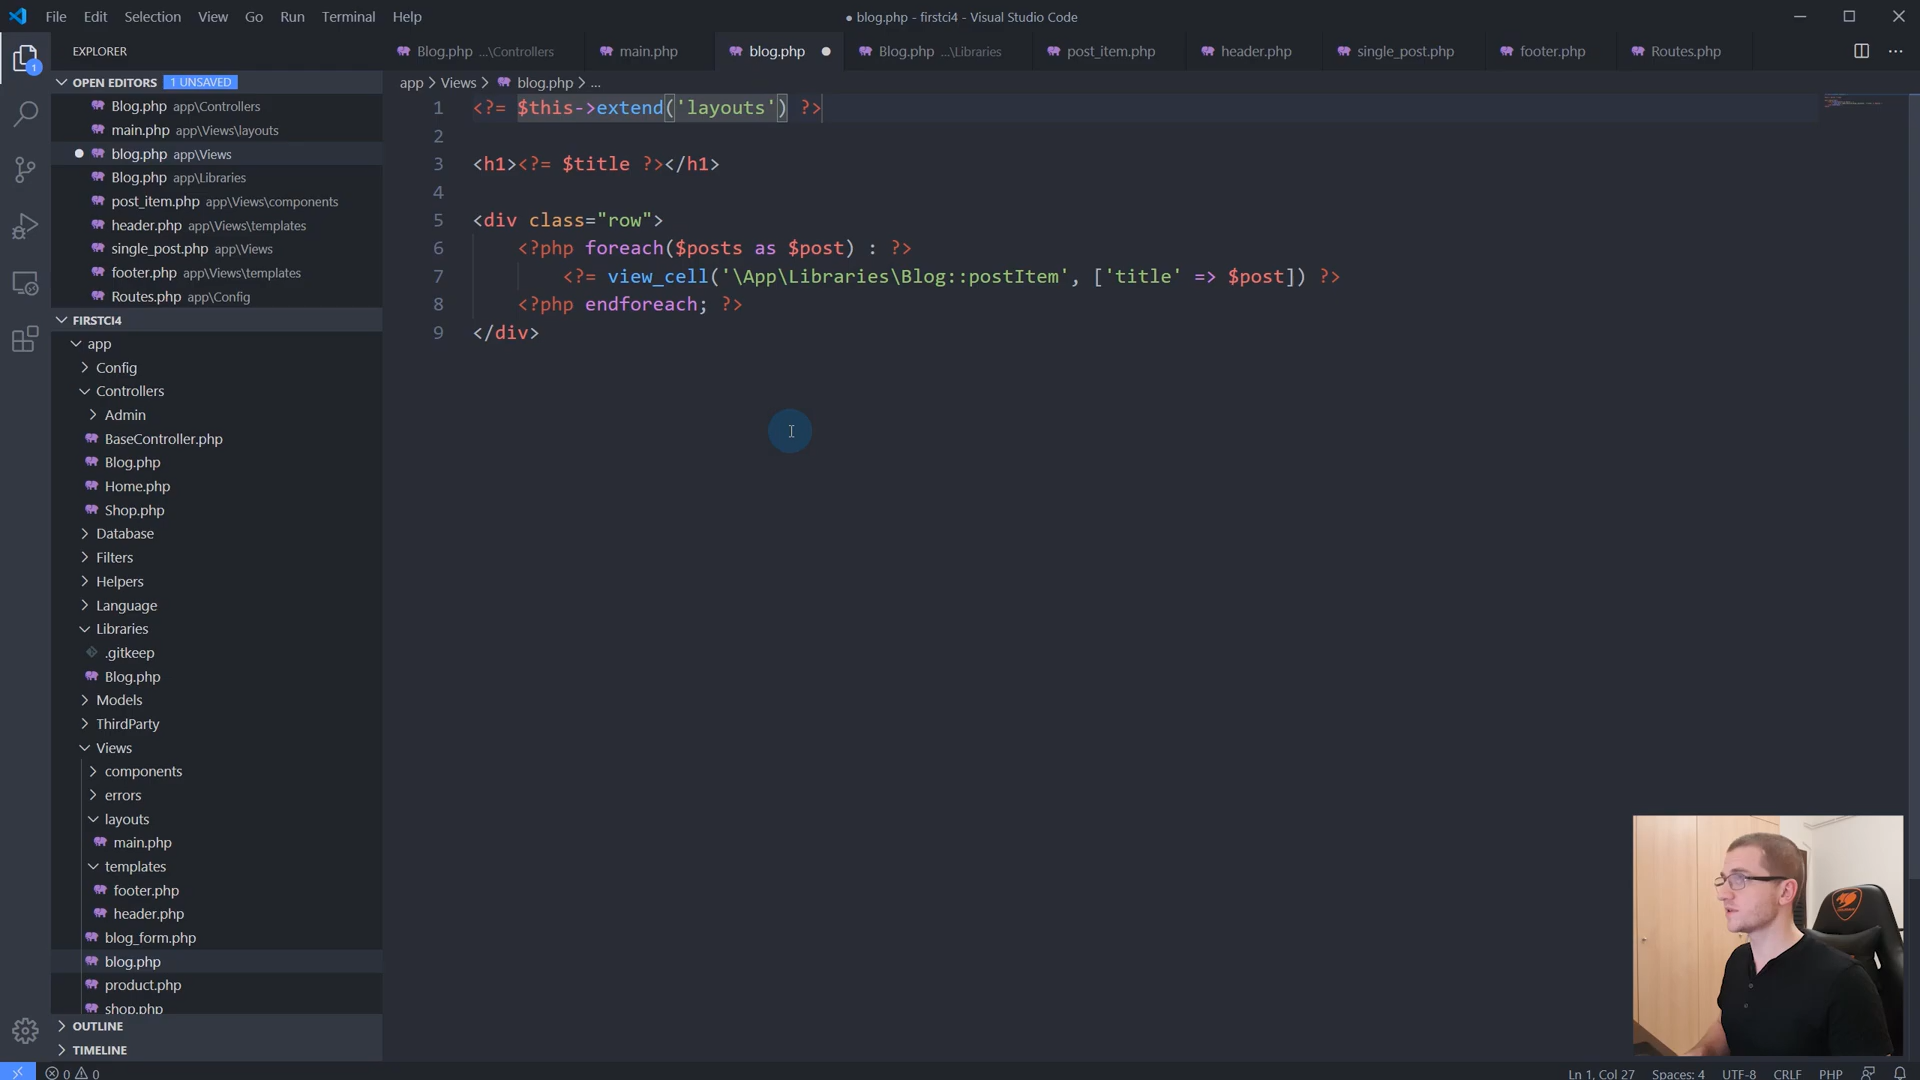 File Edit Selection View Go Run Terminal Help
● blog.php - firstci4 - Visual Studio Code
EXPLORER
Blog.php ...\Controllers
main.php
blog.php
Blog.php ...\Libraries
post_item.php
header.php
single_post.php
footer.php
Routes.php
OPEN EDITORS 1 UNSAVED
app > Views > blog.php > ...
Blog.php app\Controllers
main.php app\Views\layouts
blog.php app\Views
Blog.php app\Libraries
post_item.php app\Views\components
header.php app\Views\templates
single_post.php app\Views
footer.php app\Views\templates
Routes.php app\Config
FIRSTCI4
app
Config
Controllers
Admin
BaseController.php
Blog.php
Home.php
Shop.php
Database
Filters
Helpers
Language
Libraries
.gitkeep
Blog.php
Models
ThirdParty
Views
components
errors
layouts
main.php
templates
footer.php
header.php
blog_form.php
blog.php
product.php
shop.php
OUTLINE
TIMELINE
1 <?= $this->extend('layouts') ?>
2
3 <h1><?= $title ?></h1>
4
5 <div class="row">
6 <?php foreach($posts as $post) : ?>
7 <?= view_cell('\App\Libraries\Blog::postItem', ['title' => $post]) ?>
8 <?php endforeach; ?>
9 </div>
1
0 0
Ln 1, Col 27 Spaces: 4 UTF-8 CRLF PHP